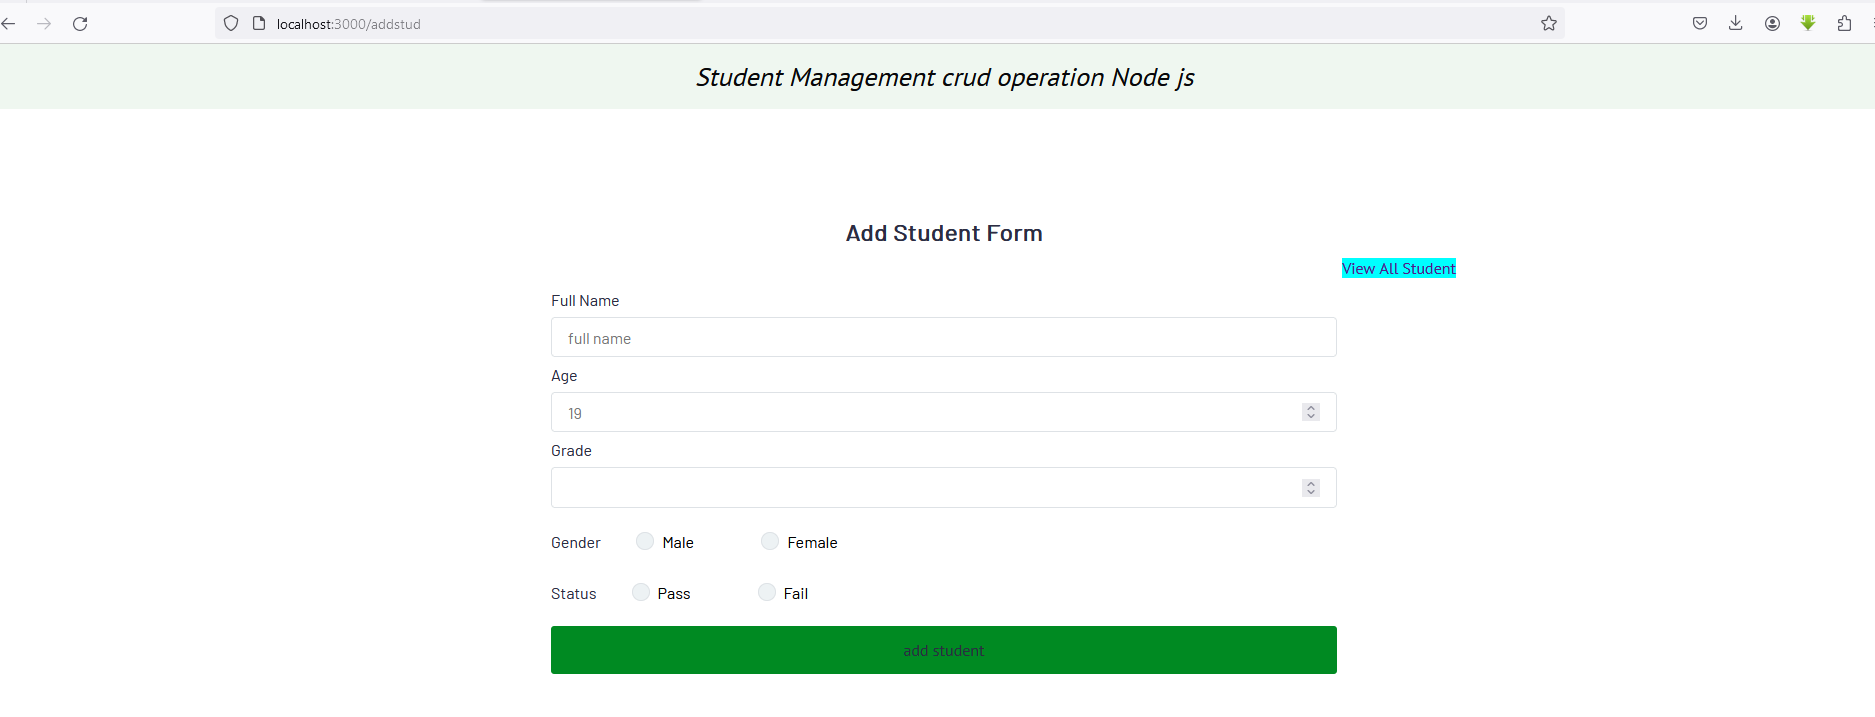 localhost:3000/addstud
Student Management crud operation Node js
Add Student Form
View All Student
Full Name
full name
Age
19
Grade
Gender Male Female
Status Pass Fail
add student